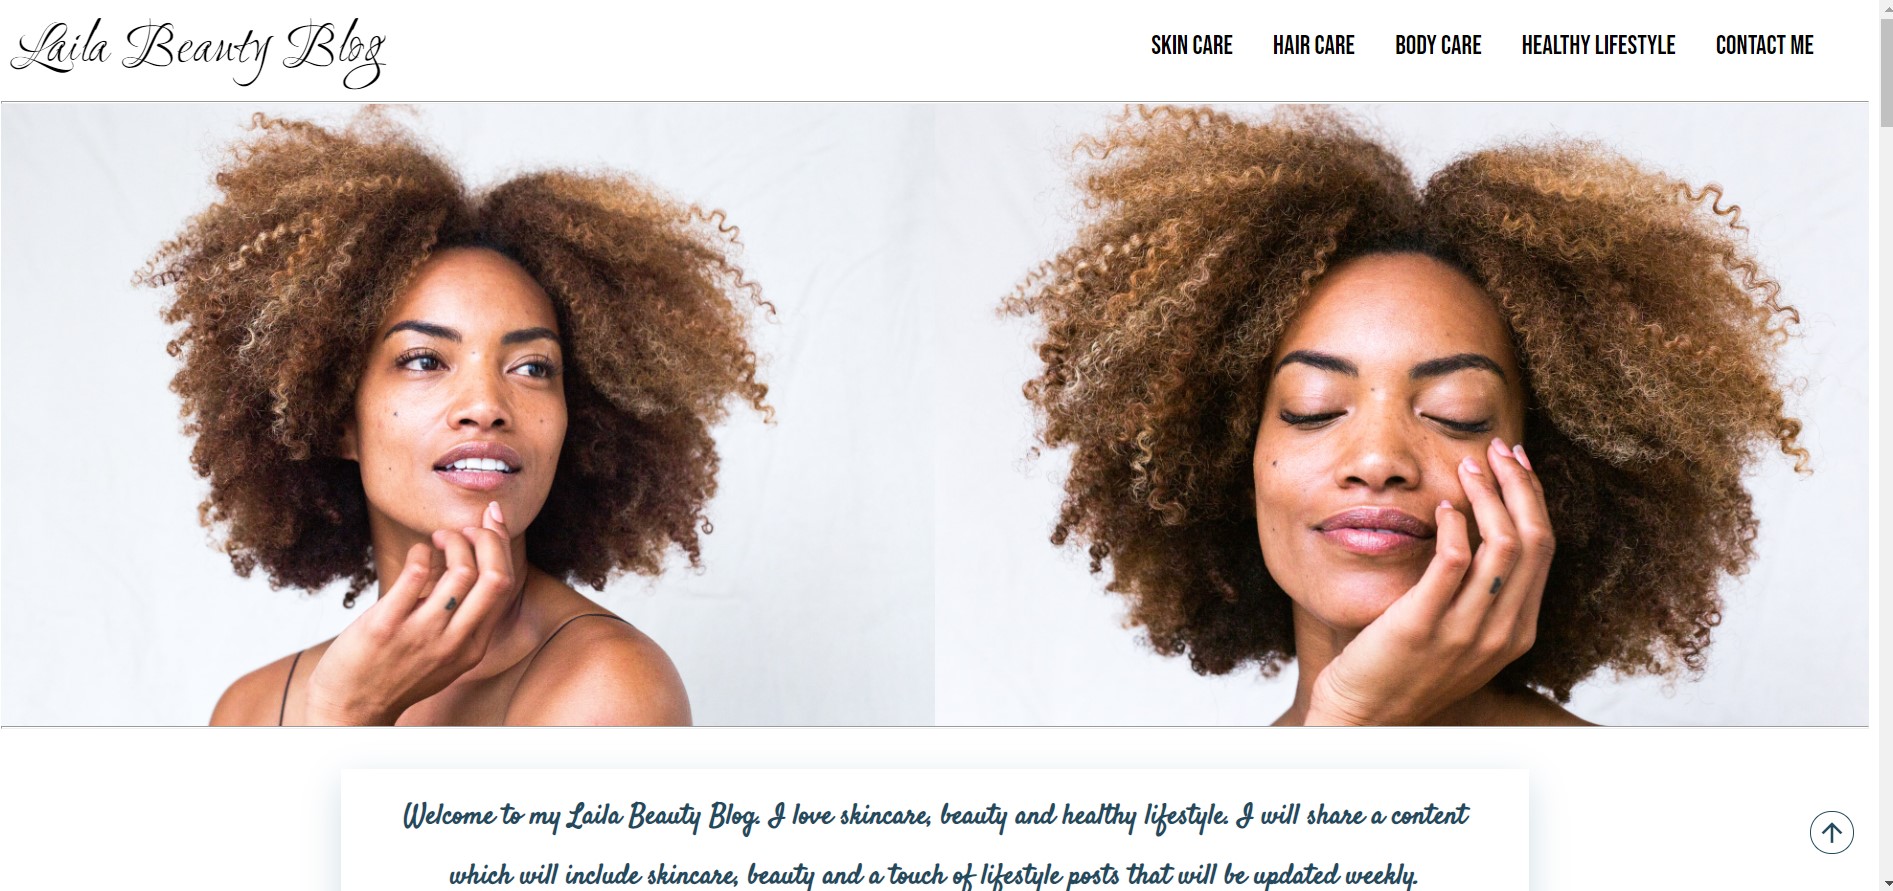 Laila Beauty Blog
SKIN CARE HAIR CARE BODY CARE HEALTHY LIFESTYLE CONTACT ME
Welcome to my Laila Beauty Blog. I love skincare, beauty and healthy lifestyle. I will share a content
which will include skincare, beauty and a touch of lifestyle posts that will be updated weekly.